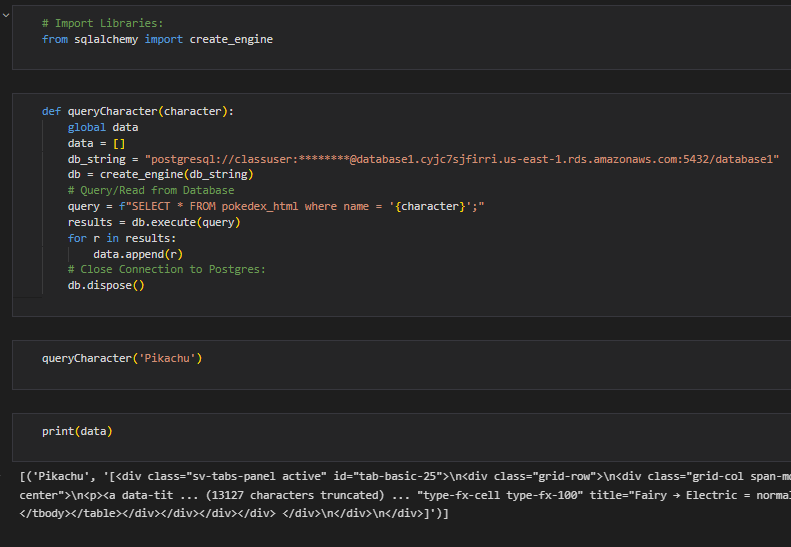 # Import Libraries:
from sqlalchemy import create_engine
def queryCharacter(character):
global data
data = []
db_string = "postgresql://classuser:********@database1.cyjc7sjfirri.us-east-1.rds.amazonaws.com:5432/database1"
db = create_engine(db_string)
# Query/Read from Database
query = f"SELECT * FROM pokedex_html where name = '{character}';"
results = db.execute(query)
for r in results:
data.append(r)
# Close Connection to Postgres:
db.dispose()
queryCharacter('Pikachu')
print(data)
[('Pikachu', '[<div class="sv-tabs-panel active" id="tab-basic-25">\n<div class="grid-row">\n<div class="grid-col span-m
center">\n<p><a data-tit ... (13127 characters truncated) ... "type-fx-cell type-fx-100" title="Fairy → Electric = normal
</tbody></table></div></div></div></div> </div>\n</div>\n</div>]')]